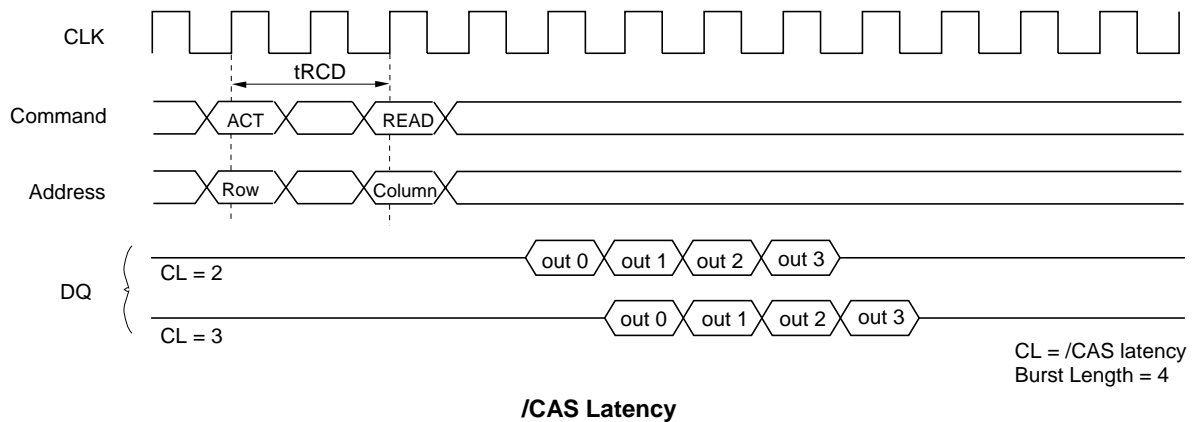 CLK
tRCD
Command
ACT
READ
Address
Row
Column
DQ
CL = 2
out 0
out 1
out 2
out 3
CL = 3
out 0
out 1
out 2
out 3
CL = /CAS latency
Burst Length = 4
/CAS Latency